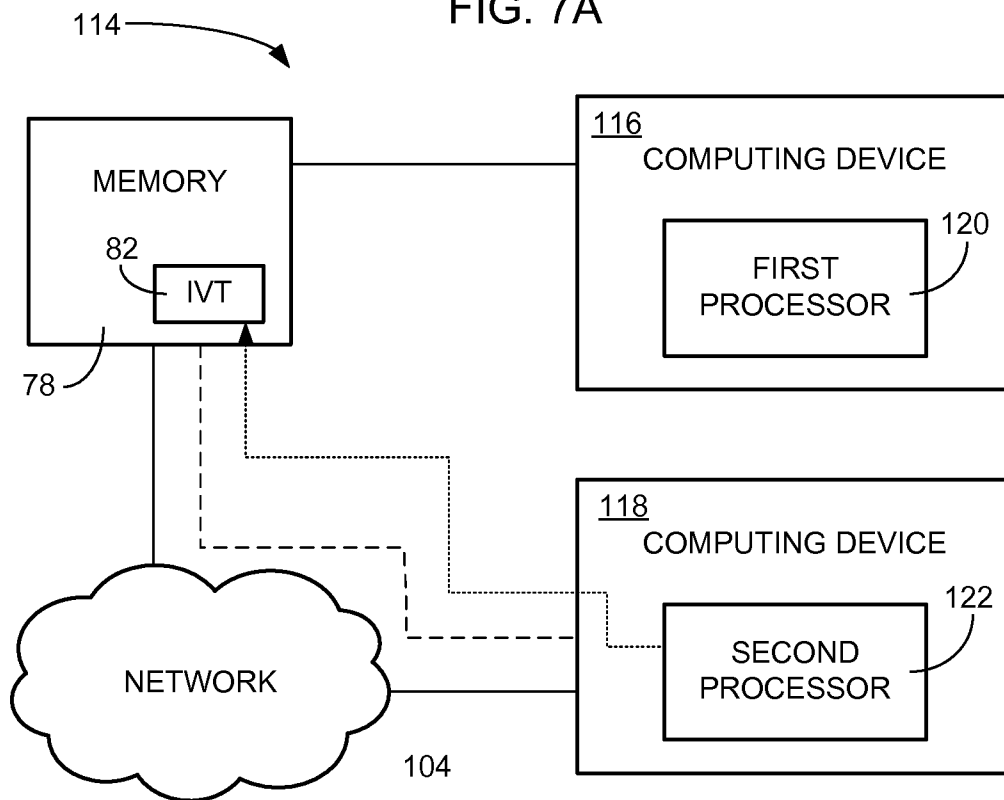 FIG. 7A
114
MEMORY
82
IVT
78
116
COMPUTING DEVICE
120
FIRST
PROCESSOR
118
COMPUTING DEVICE
122
SECOND
PROCESSOR
NETWORK
104